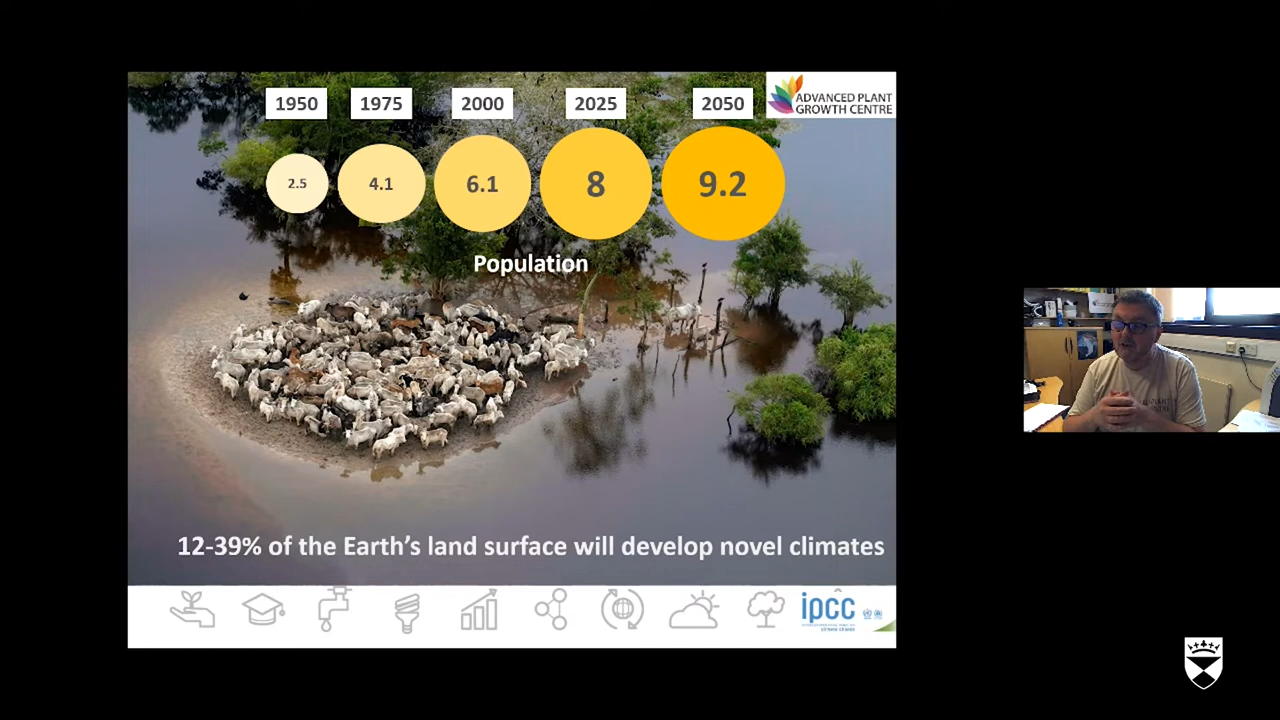 1950
1975
2000
2025
2050
ADVANCED PLANT
GROWTH CENTRE
2.5
4.1
6.1
8
9.2
Population
12-39% of the Earth's land surface will develop novel climates
ipcc